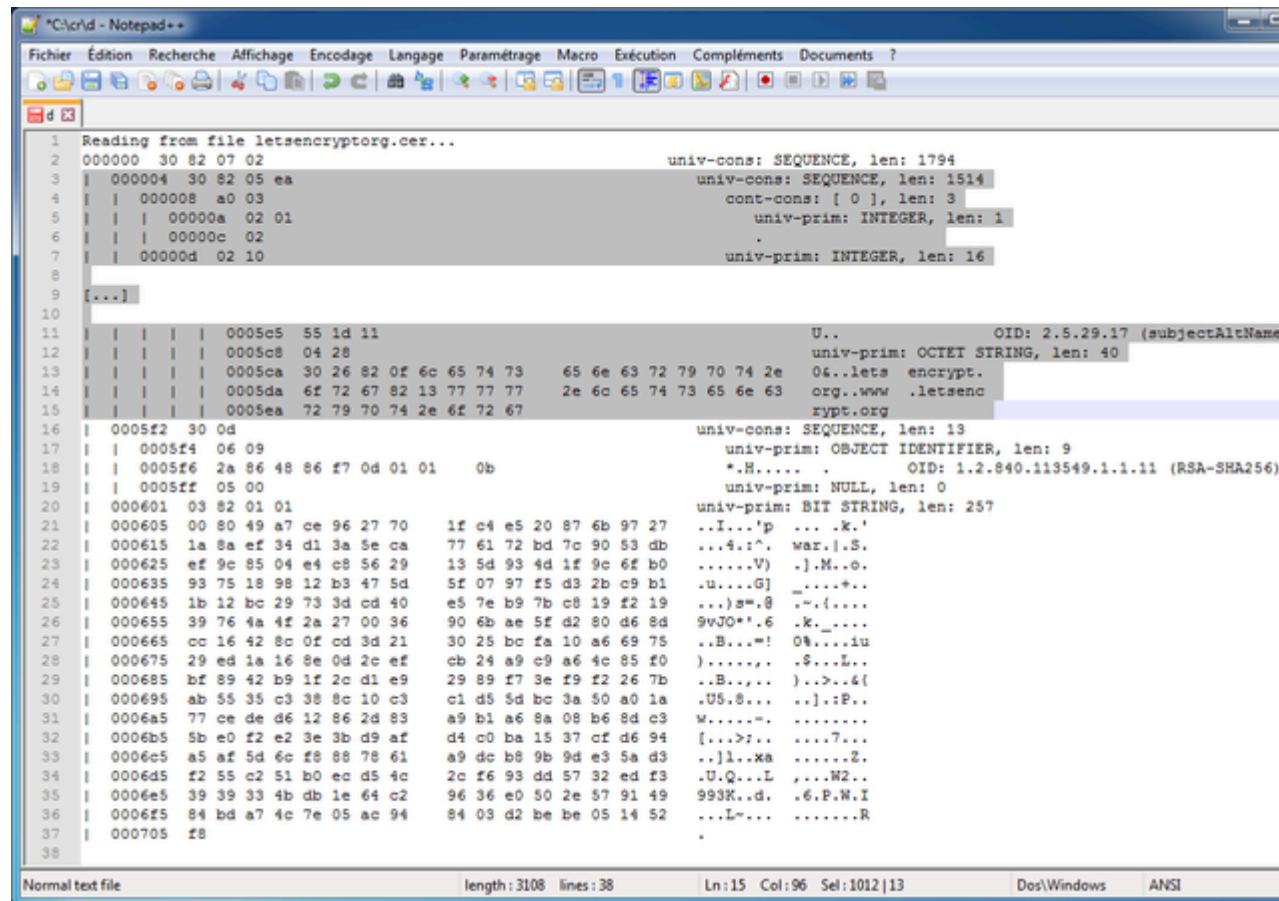 *C:\cr\d - Notepad++
Fichier Édition Recherche Affichage Encodage Langage Paramétrage Macro Exécution Compléments Documents ?
d
1 Reading from file letsencryptorg.cer...
2 000000 30 82 07 02 univ-cons: SEQUENCE, len: 1794
3 | 000004 30 82 05 ea univ-cons: SEQUENCE, len: 1514
4 | | 000008 a0 03 cont-cons: [ 0 ], len: 3
5 | | | 00000a 02 01 univ-prim: INTEGER, len: 1
6 | | | 00000c 02 .
7 | | 00000d 02 10 univ-prim: INTEGER, len: 16
8
9 [...]
10
11 | | | | | 0005c5 55 1d 11 U.. OID: 2.5.29.17 (subjectAltName
12 | | | | | 0005c8 04 28 univ-prim: OCTET STRING, len: 40
13 | | | | | 0005ca 30 26 82 0f 6c 65 74 73 65 6e 63 72 79 70 74 2e 0&..lets encrypt.
14 | | | | | 0005da 6f 72 67 82 13 77 77 77 2e 6c 65 74 73 65 6e 63 org..www .letsenc
15 | | | | | 0005ea 72 79 70 74 2e 6f 72 67 rypt.org
16 | 0005f2 30 0d univ-cons: SEQUENCE, len: 13
17 | | 0005f4 06 09 univ-prim: OBJECT IDENTIFIER, len: 9
18 | | 0005f6 2a 86 48 86 f7 0d 01 01 0b *.H..... . OID: 1.2.840.113549.1.1.11 (RSA-SHA256)
19 | | 0005ff 05 00 univ-prim: NULL, len: 0
20 | 000601 03 82 01 01 univ-prim: BIT STRING, len: 257
21 | 000605 00 80 49 a7 ce 96 27 70 1f c4 e5 20 87 6b 97 27 ..I...'p ... .k.'
22 | 000615 1a 8a ef 34 d1 3a 5e ca 77 61 72 bd 7c 90 53 db ...4.:^. war.|.S.
23 | 000625 ef 9c 85 04 e4 c8 56 29 13 5d 93 4d 1f 9c 6f b0 ......V) .].M..o.
24 | 000635 93 75 18 98 12 b3 47 5d 5f 07 97 f5 d3 2b c9 b1 .u....G] _....+..
25 | 000645 1b 12 bc 29 73 3d cd 40 e5 7e b9 7b c8 19 f2 19 ...)s=.@ .~.{....
26 | 000655 39 76 4a 4f 2a 27 00 36 90 6b ae 5f d2 80 d6 8d 9vJO*'.6 .k._....
27 | 000665 cc 16 42 8c 0f cd 3d 21 30 25 bc fa 10 a6 69 75 ..B...=! 0%....iu
28 | 000675 29 ed 1a 16 8e 0d 2c ef cb 24 a9 c9 a6 4c 85 f0 ).....,. .$...L..
29 | 000685 bf 89 42 b9 1f 2c d1 e9 29 89 f7 3e f9 f2 26 7b ..B..,.. )..>..&{
30 | 000695 ab 55 35 c3 38 8c 10 c3 c1 d5 5d bc 3a 50 a0 1a .U5.8... ..].:P..
31 | 0006a5 77 ce de d6 12 86 2d 83 a9 b1 a6 8a 08 b6 8d c3 w.....-. ........
32 | 0006b5 5b e0 f2 e2 3e 3b d9 af d4 c0 ba 15 37 cf d6 94 [...>;.. ....7...
33 | 0006c5 a5 af 5d 6c f8 88 78 61 a9 dc b8 9b 9d e3 5a d3 ..]l..xa ......Z.
34 | 0006d5 f2 55 c2 51 b0 ec d5 4c 2c f6 93 dd 57 32 ed f3 .U.Q...L ,...W2..
35 | 0006e5 39 39 33 4b db 1e 64 c2 96 36 e0 50 2e 57 91 49 993K..d. .6.P.W.I
36 | 0006f5 84 bd a7 4c 7e 05 ac 94 84 03 d2 be be 05 14 52 ...L~... .......R
37 | 000705 f8 .
38
Normal text file length : 3108 lines : 38 Ln : 15 Col : 96 Sel : 1012 | 13 Dos\Windows ANSI